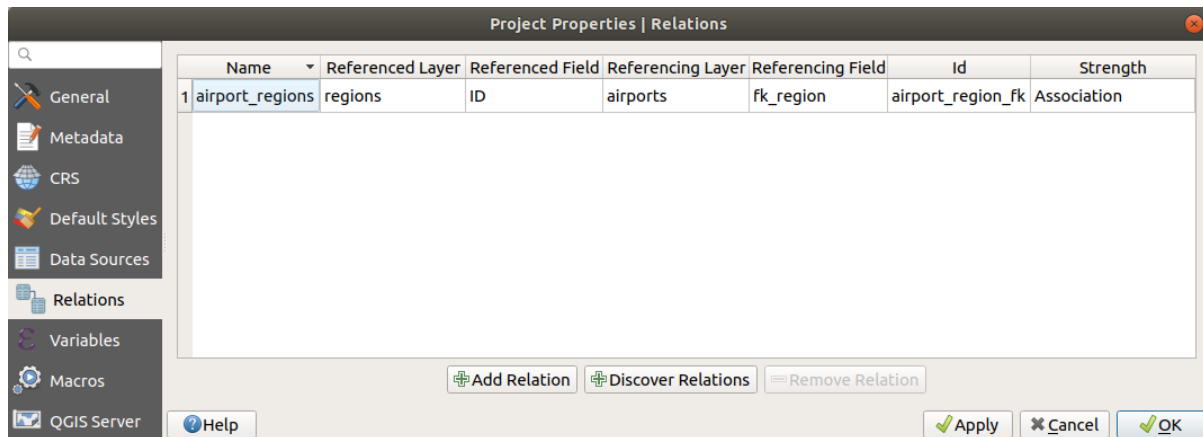 Project Properties | Relations
General
Metadata
CRS
Default Styles
Data Sources
Relations
Variables
Macros
QGIS Server
Name Referenced Layer Referenced Field Referencing Layer Referencing Field Id Strength
1 airport_regions regions ID airports fk_region airport_region_fk Association
Add Relation Discover Relations Remove Relation
Help Apply Cancel OK